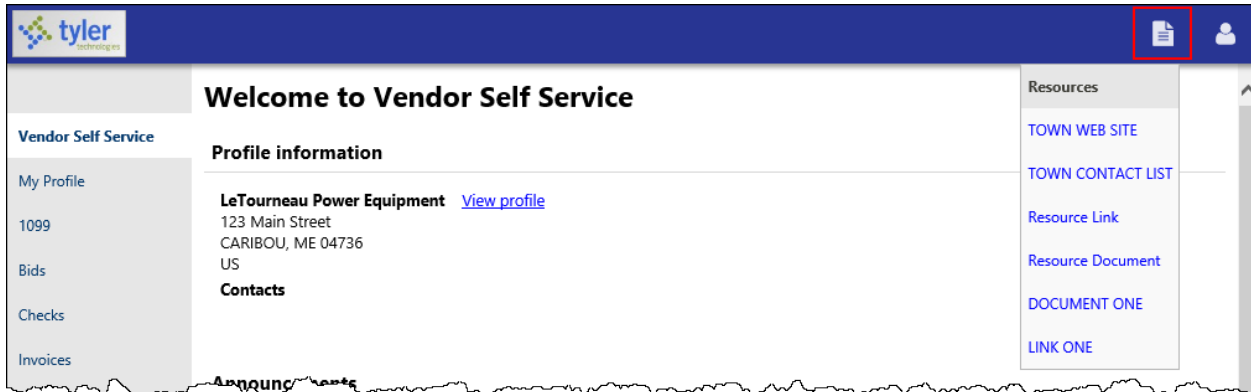 tyler
technologies
Vendor Self Service
My Profile
1099
Bids
Checks
Invoices
Welcome to Vendor Self Service
Profile information
LeTourneau Power Equipment View profile
123 Main Street
CARIBOU, ME 04736
US
Contacts
Announcements
Resources
TOWN WEB SITE
TOWN CONTACT LIST
Resource Link
Resource Document
DOCUMENT ONE
LINK ONE